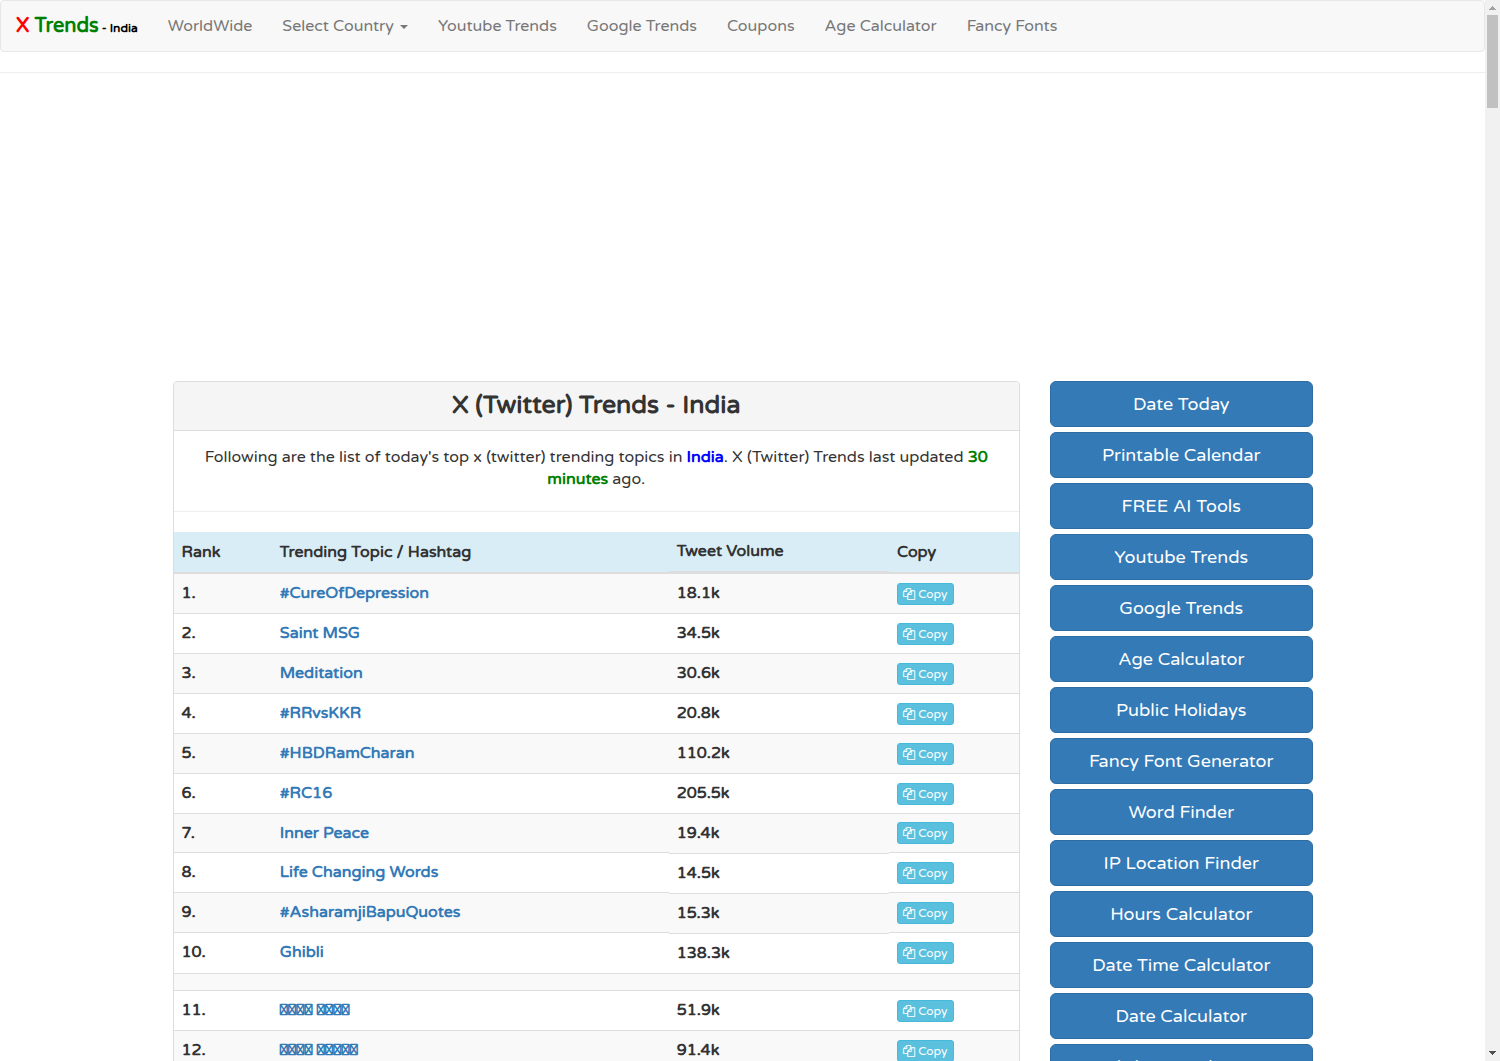 X Trends - India WorldWide Select Country Youtube Trends Google Trends Coupons Age Calculator Fancy Fonts
X (Twitter) Trends - India
Following are the list of today's top x (twitter) trending topics in India. X (Twitter) Trends last updated 30
minutes ago.
Rank Trending Topic / Hashtag Tweet Volume Copy
1. #CureOfDepression 18.1k Copy
2. Saint MSG 34.5k Copy
3. Meditation 30.6k Copy
4. #RRvsKKR 20.8k Copy
5. #HBDRamCharan 110.2k Copy
6. #RC16 205.5k Copy
7. Inner Peace 19.4k Copy
8. Life Changing Words 14.5k Copy
9. #AsharamjiBapuQuotes 15.3k Copy
10. Ghibli 138.3k Copy
11. 51.9k Copy
12. 91.4k Copy
Date Today
Printable Calendar
FREE AI Tools
Youtube Trends
Google Trends
Age Calculator
Public Holidays
Fancy Font Generator
Word Finder
IP Location Finder
Hours Calculator
Date Time Calculator
Date Calculator